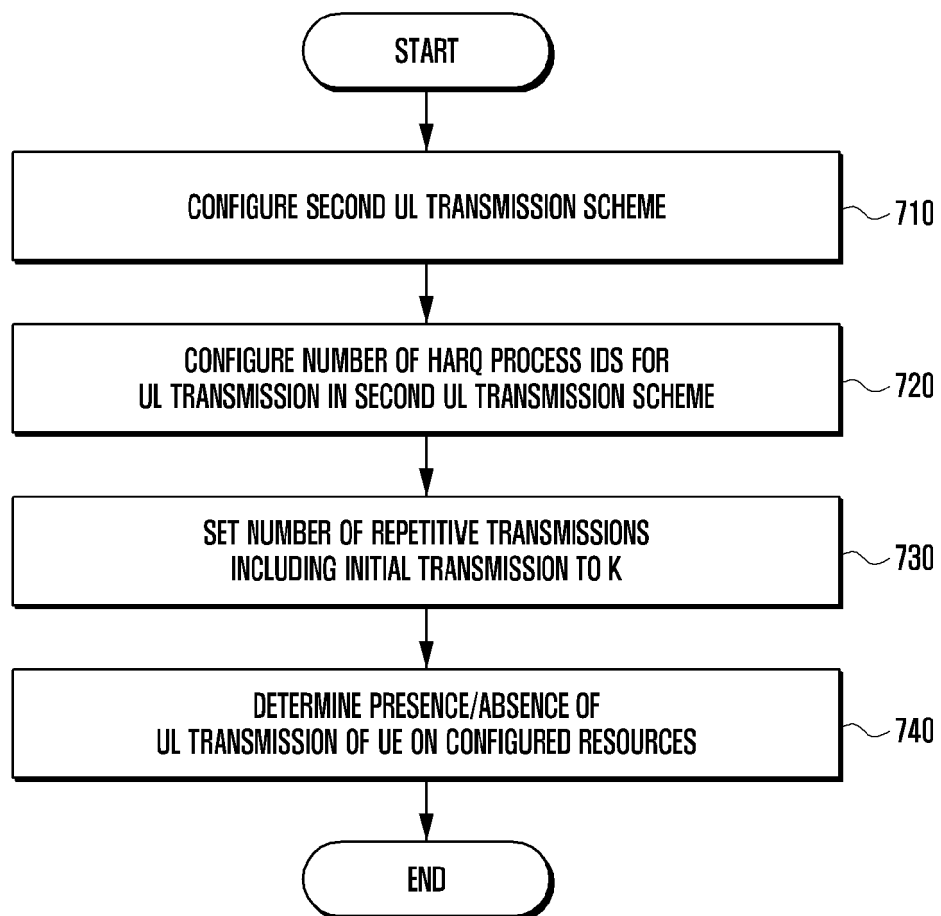 START
CONFIGURE SECOND UL TRANSMISSION SCHEME
710
CONFIGURE NUMBER OF HARQ PROCESS IDS FOR
UL TRANSMISSION IN SECOND UL TRANSMISSION SCHEME
720
SET NUMBER OF REPETITIVE TRANSMISSIONS
INCLUDING INITIAL TRANSMISSION TO K
730
DETERMINE PRESENCE/ABSENCE OF
UL TRANSMISSION OF UE ON CONFIGURED RESOURCES
740
END